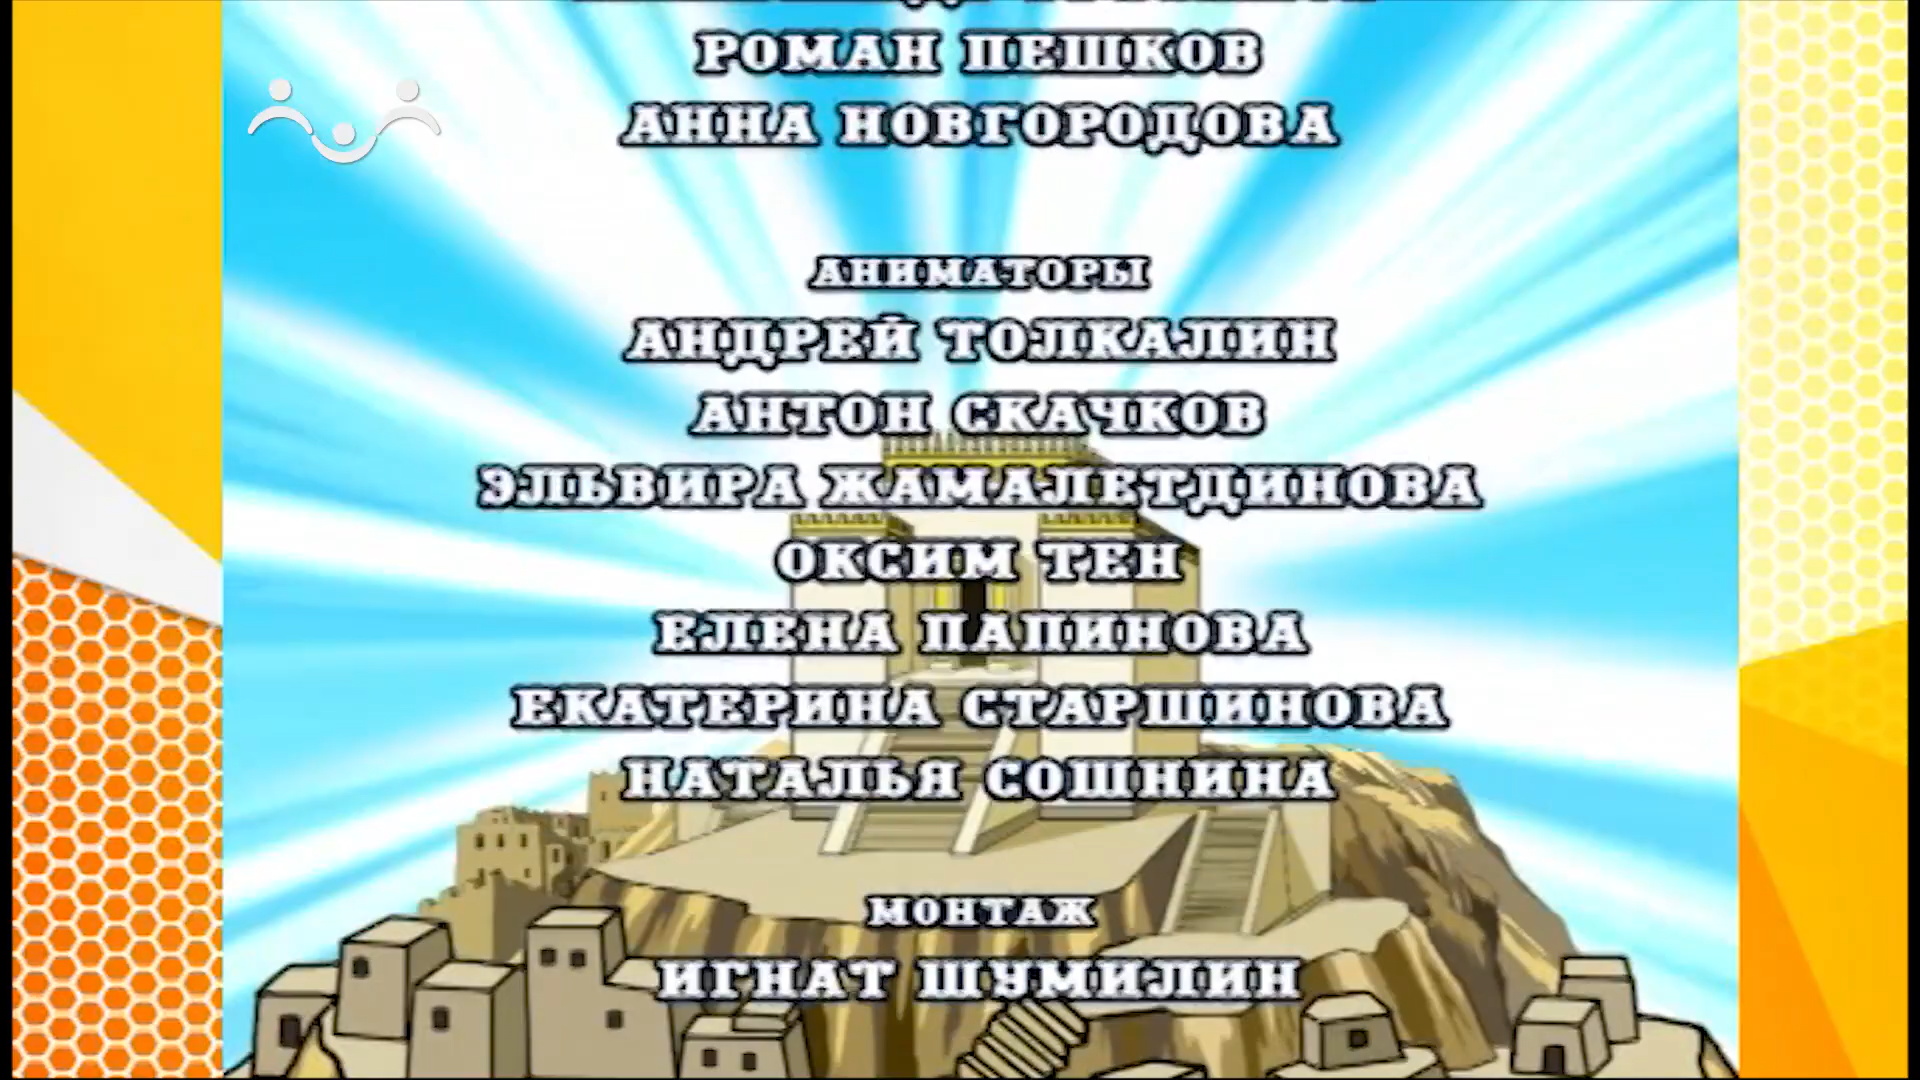 РОМАН ПЕШКОВ
АННА НОВГОРОДОВА
АНИМАТОРЫ
АНДРЕЙ ТОЛКАЛИН
АНТОН СКАЧКОВ
ЭЛЬВИРА ЖАМАЛЕТДИНОВА
ОКСИМ ТЕН
ЕЛЕНА ПАПИНОВА
ЕКАТЕРИНА СТАРШИНОВА
НАТАЛЬЯ СОШНИНА
МОНТАЖ
ИГНАТ ШУМИЛИН